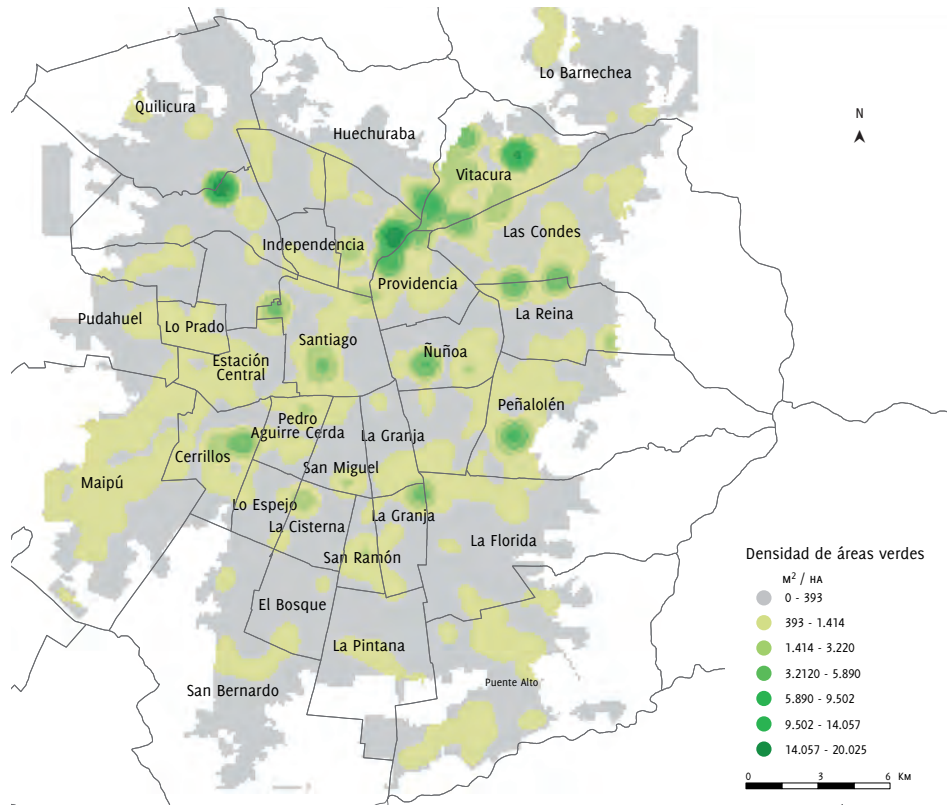 Lo Barnechea
Quilicura
N
Huechuraba
Vitacura
Las Condes
Independencia
Providencia
La Reina
Pudahuel
Lo Prado
Santiago
Ñuñoa
Estación
Central
Peñalolén
Pedro
Aguirre Cerda
La Granja
Cerrillos
San Miguel
Maipú
Lo Espejo
La Granja
La Cisterna
La Florida
San Ramón
El Bosque
La Pintana
Puente Alto
San Bernardo
Densidad de áreas verdes
M² / HA
0 - 393
393 - 1.414
1.414 - 3.220
3.2120 - 5.890
5.890 - 9.502
9.502 - 14.057
14.057 - 20.025
0 3 6 KM